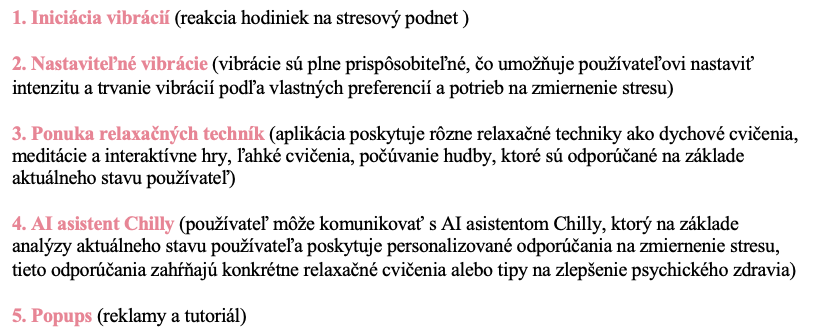 1. Iniciácia vibrácií (reakcia hodiniek na stresový podnet )
2. Nastaviteľné vibrácie (vibrácie sú plne prispôsobiteľné, čo umožňuje používateľovi nastaviť
intenzitu a trvanie vibrácií podľa vlastných preferencií a potrieb na zmiernenie stresu)
3. Ponuka relaxačných techník (aplikácia poskytuje rôzne relaxačné techniky ako dychové cvičenia,
meditácie a interaktívne hry, ľahké cvičenia, počúvanie hudby, ktoré sú odporúčané na základe
aktuálneho stavu používateľ)
4. AI asistent Chilly (používateľ môže komunikovať s AI asistentom Chilly, ktorý na základe
analýzy aktuálneho stavu používateľa poskytuje personalizované odporúčania na zmiernenie stresu,
tieto odporúčania zahŕňajú konkrétne relaxačné cvičenia alebo tipy na zlepšenie psychického zdravia)
5. Popups (reklamy a tutoriál)